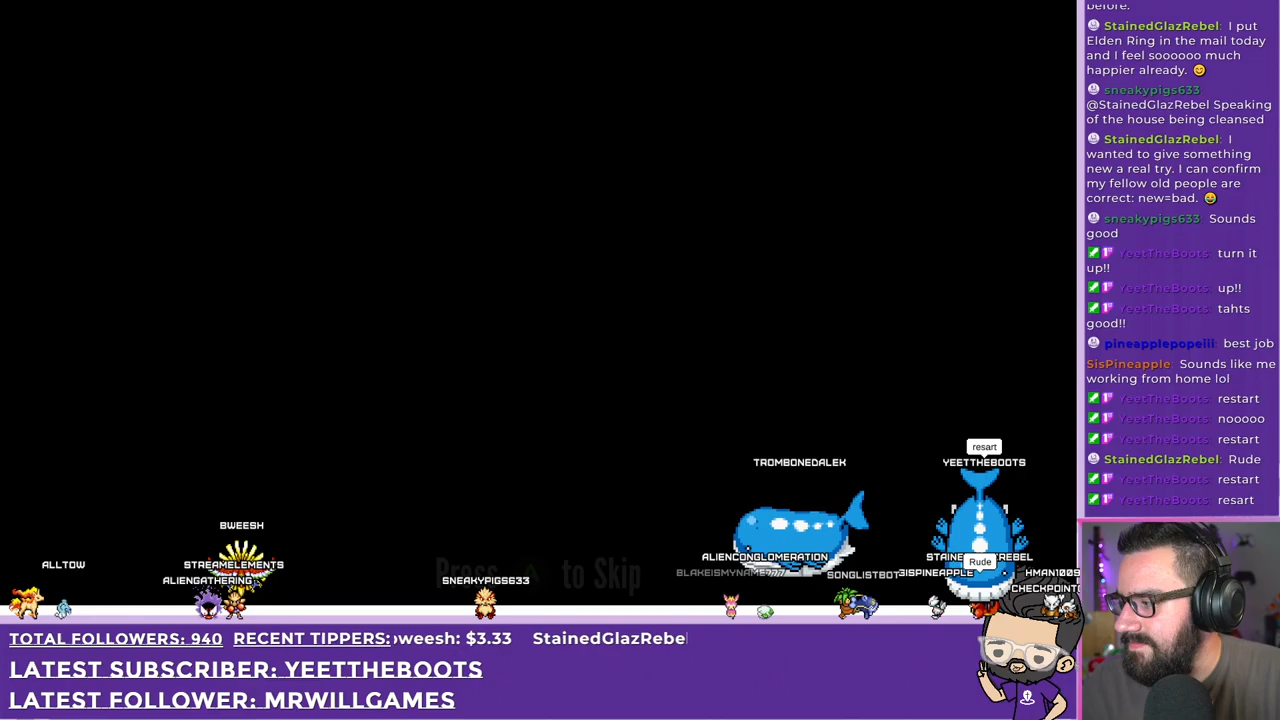 before.
StainedGlazRebel: I put
Elden Ring in the mail today
and I feel soooooo much
happier already.
sneakypigs633
@StainedGlazRebel Speaking
of the house being cleansed
StainedGlazRebel: I
wanted to give something
new a real try. I can confirm
my fellow old people are
correct: new=bad.
sneakypigs633 Sounds
good
YeetTheBoots: turn it
up!!
YeetTheBoots: up!!
YeetTheBoots: tahts
good!!
pineapplepopeiii: best job
SisPineapple: Sounds like me
working from home lol
YeetTheBoots: restart
YeetTheBoots: nooooo
YeetTheBoots: restart
StainedGlazRebel: Rude
YeetTheBoots: restart
YeetTheBoots: resart
resart
TROMBONEDALEK
YEETTHEBOOTS
BWEESH
ALLTOW
STREAMELEMENTS
ALIENGATHERING
Press to Skip
SNEAKYPIGS633
ALIENCONGLOMERATION
BLAKEISMYNAME777
SONGLISTBOT
SISPINEAPPLE
Rude
HMAN1009
TOTAL FOLLOWERS: 940 RECENT TIPPERS: weesh: $3.33 StainedGlazRebe
LATEST SUBSCRIBER: YEETTHEBOOTS
LATEST FOLLOWER: MRWILLGAMES